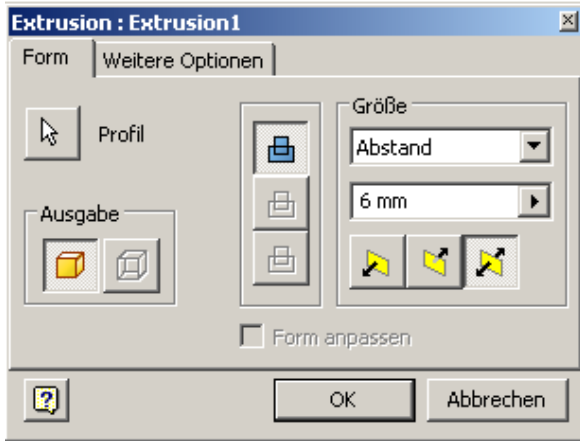 Extrusion : Extrusion1
Form
Weitere Optionen
Profil
Ausgabe
Größe
Abstand
6 mm
Form anpassen
OK
Abbrechen